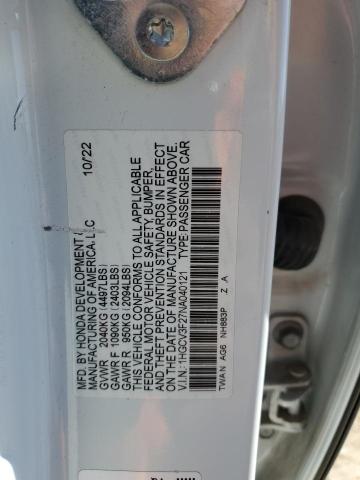 MFD. BY HONDA DEVELOPMENT
MANUFACTURING OF AMERICA, LLC 10/22
GVWR 2040KG (4497LBS)
GAWR F 1090KG (2403LBS)
GAWR R 950KG (2094LBS)
THIS VEHICLE CONFORMS TO ALL APPLICABLE
FEDERAL MOTOR VEHICLE SAFETY, BUMPER,
AND THEFT PREVENTION STANDARDS IN EFFECT
ON THE DATE OF MANUFACTURE SHOWN ABOVE.
V.I.N.: 1HGCV3F27NA040121 TYPE:PASSENGER CAR
TWA N AG6 NH883P Z A